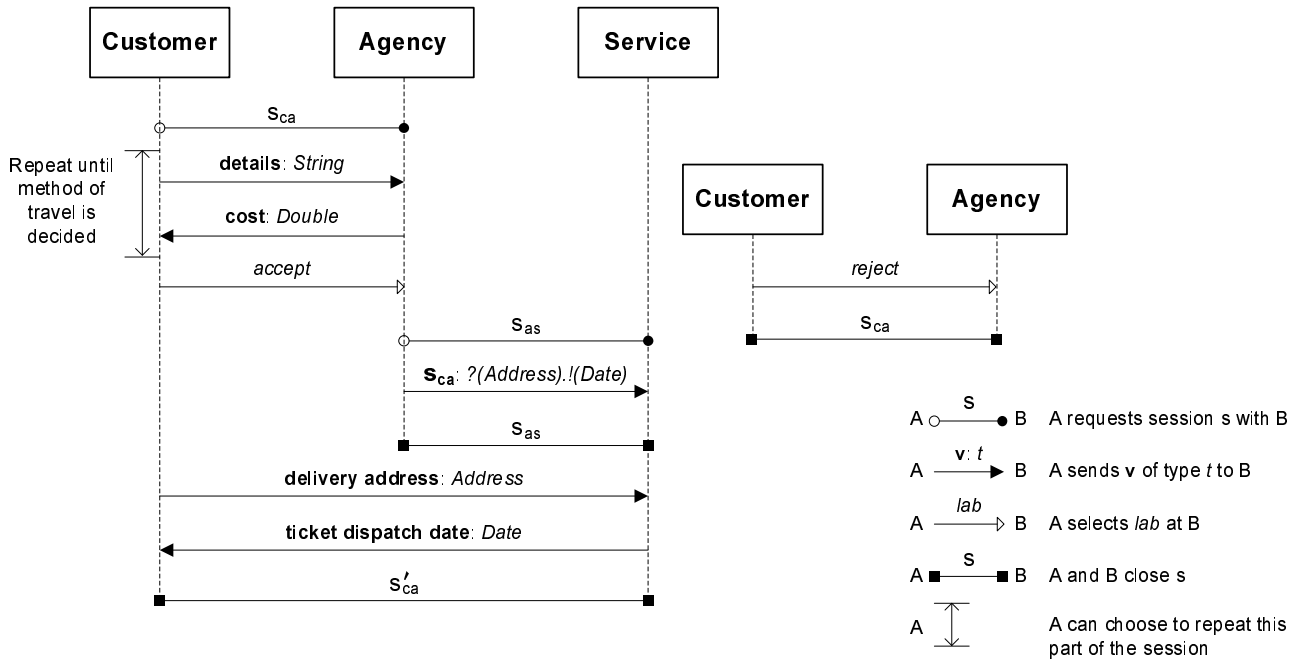 Customer
Agency
Service
s_ca
Repeat until
method of
travel is
decided
details: String
cost: Double
accept
s_as
s_ca: ?(Address).!(Date)
s_as
delivery address: Address
ticket dispatch date: Date
s′_ca
Customer
Agency
reject
s_ca
A s B A requests session s with B
A v: t B A sends v of type t to B
A lab B A selects lab at B
A s B A and B close s
A A can choose to repeat this
part of the session